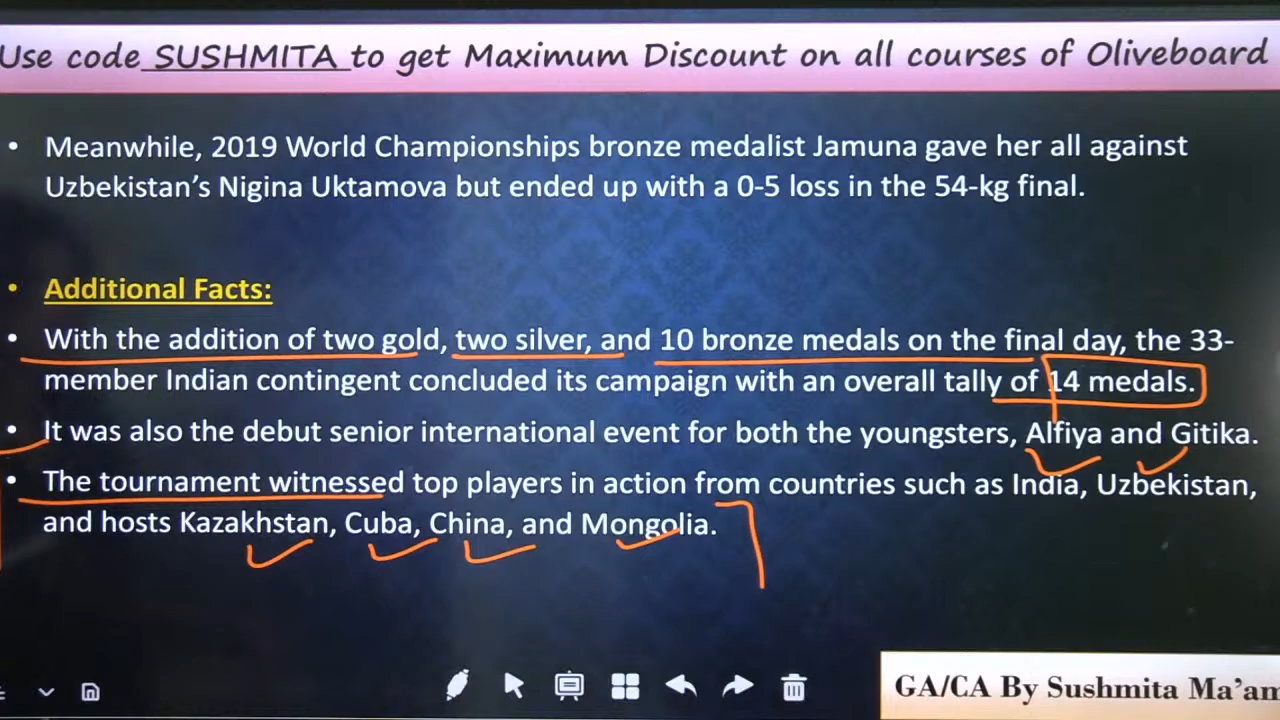 Use code SUSHMITA to get Maximum Discount on all courses of Oliveboard
• Meanwhile, 2019 World Championships bronze medalist Jamuna gave her all against
Uzbekistan’s Nigina Uktamova but ended up with a 0-5 loss in the 54-kg final.
• Additional Facts:
• With the addition of two gold, two silver, and 10 bronze medals on the final day, the 33-
member Indian contingent concluded its campaign with an overall tally of 14 medals.
• It was also the debut senior international event for both the youngsters, Alfiya and Gitika.
• The tournament witnessed top players in action from countries such as India, Uzbekistan,
and hosts Kazakhstan, Cuba, China, and Mongolia.
GA/CA By Sushmita Ma’am